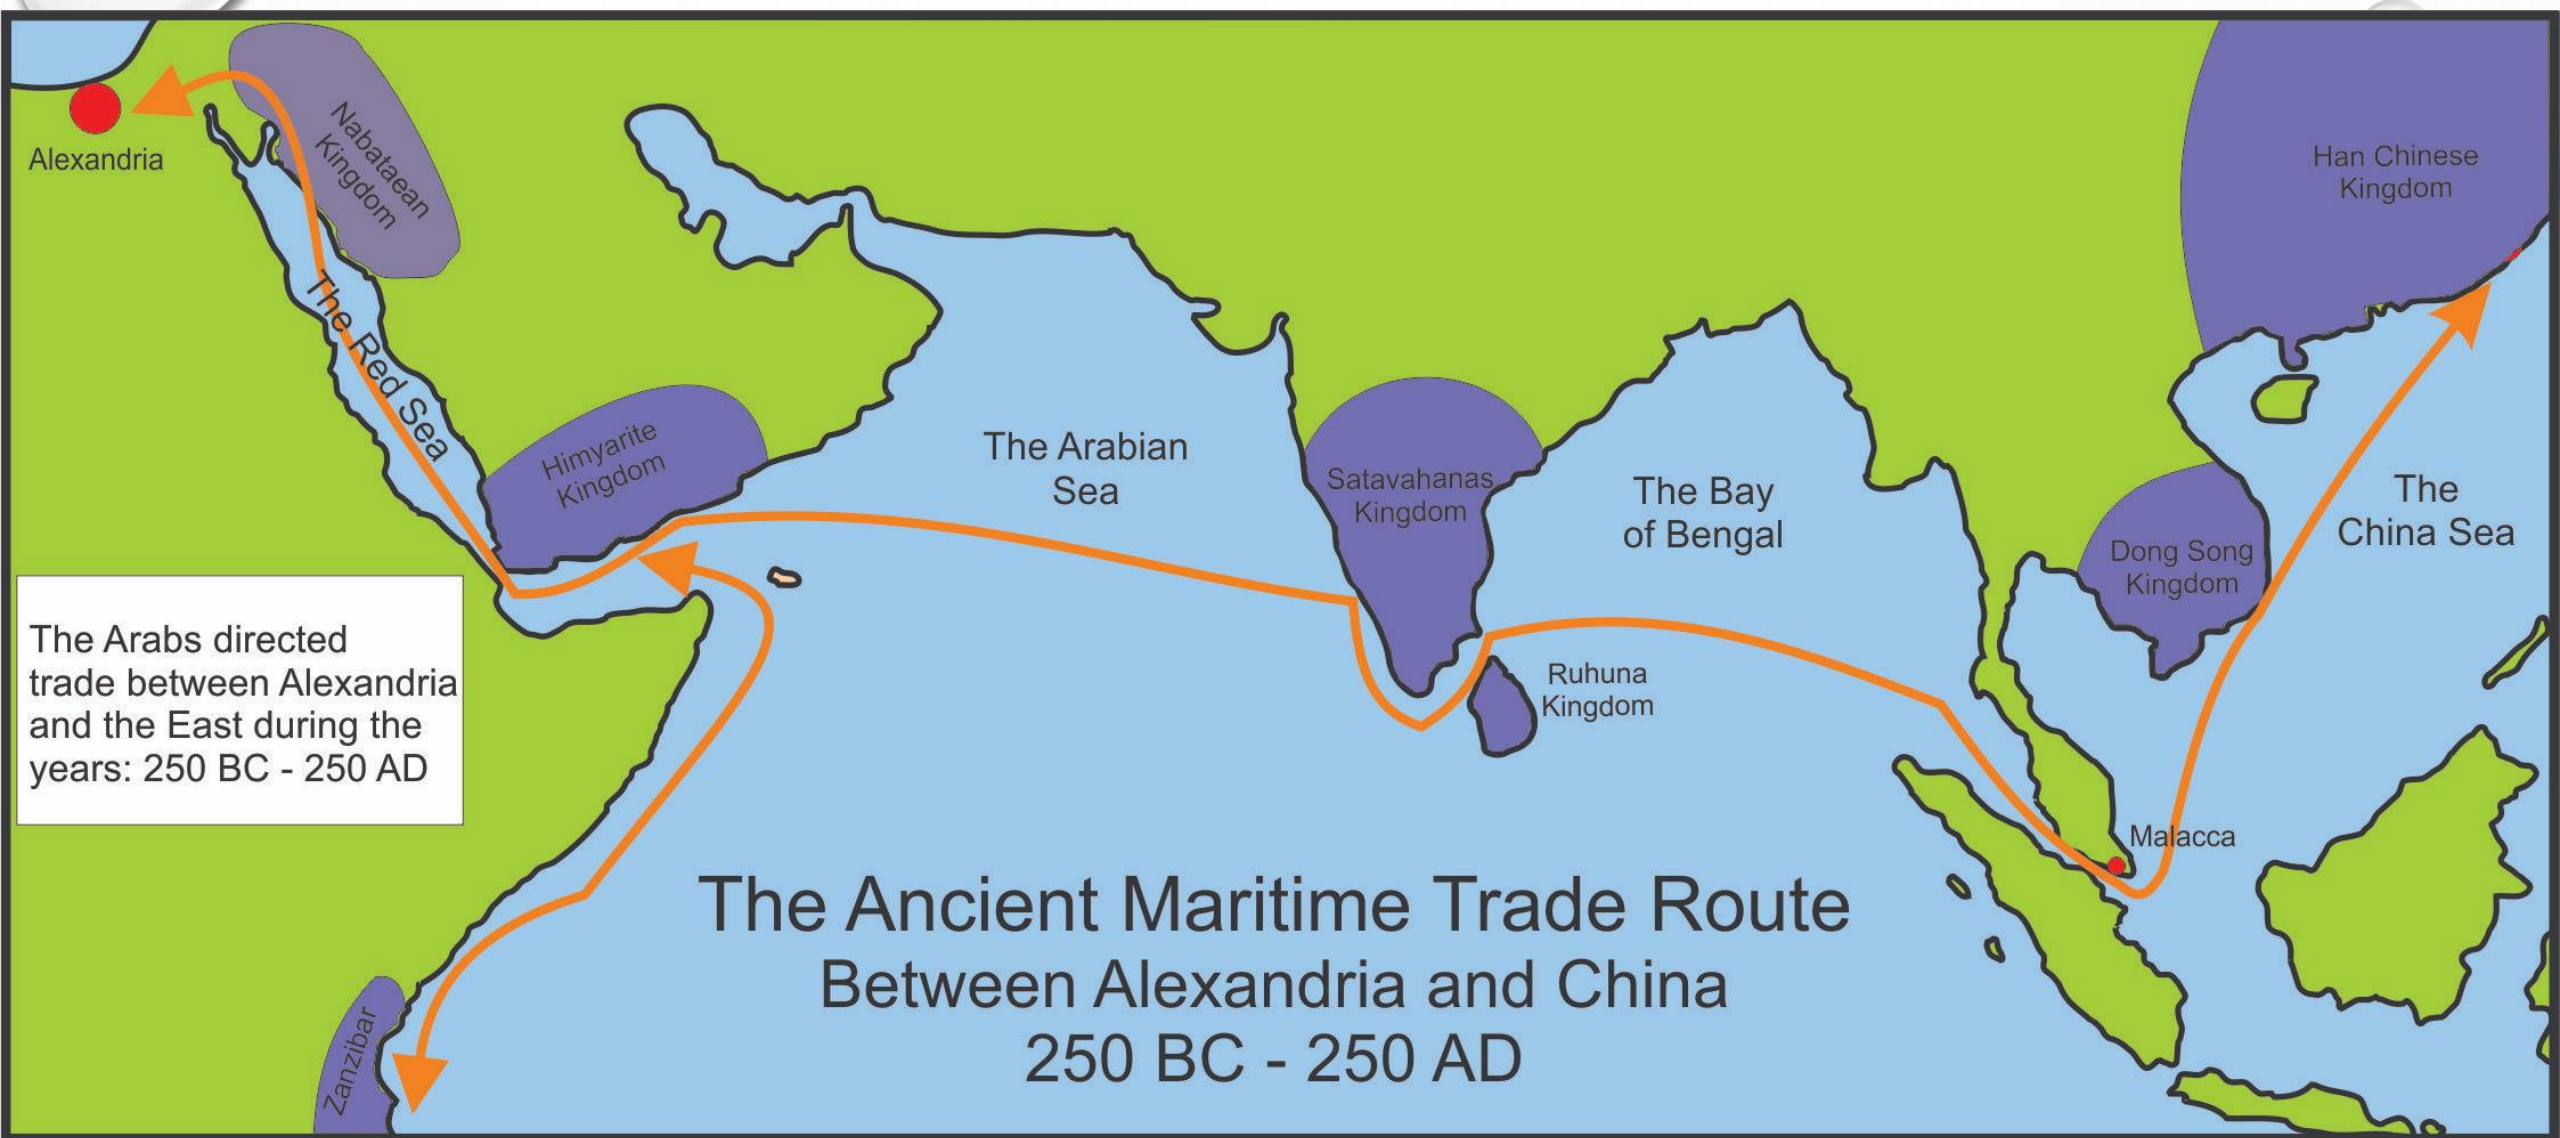 Alexandria
Nabataean
Kingdom
Han Chinese
Kingdom
The Red Sea
Himyarite
Kingdom
The Arabian
Sea
Satavahanas
Kingdom
The Bay
of Bengal
The
China Sea
Dong Song
Kingdom
Ruhuna
Kingdom
The Arabs directed
trade between Alexandria
and the East during the
years: 250 BC - 250 AD
Malacca
The Ancient Maritime Trade Route
Between Alexandria and China
250 BC - 250 AD
Zanzibar